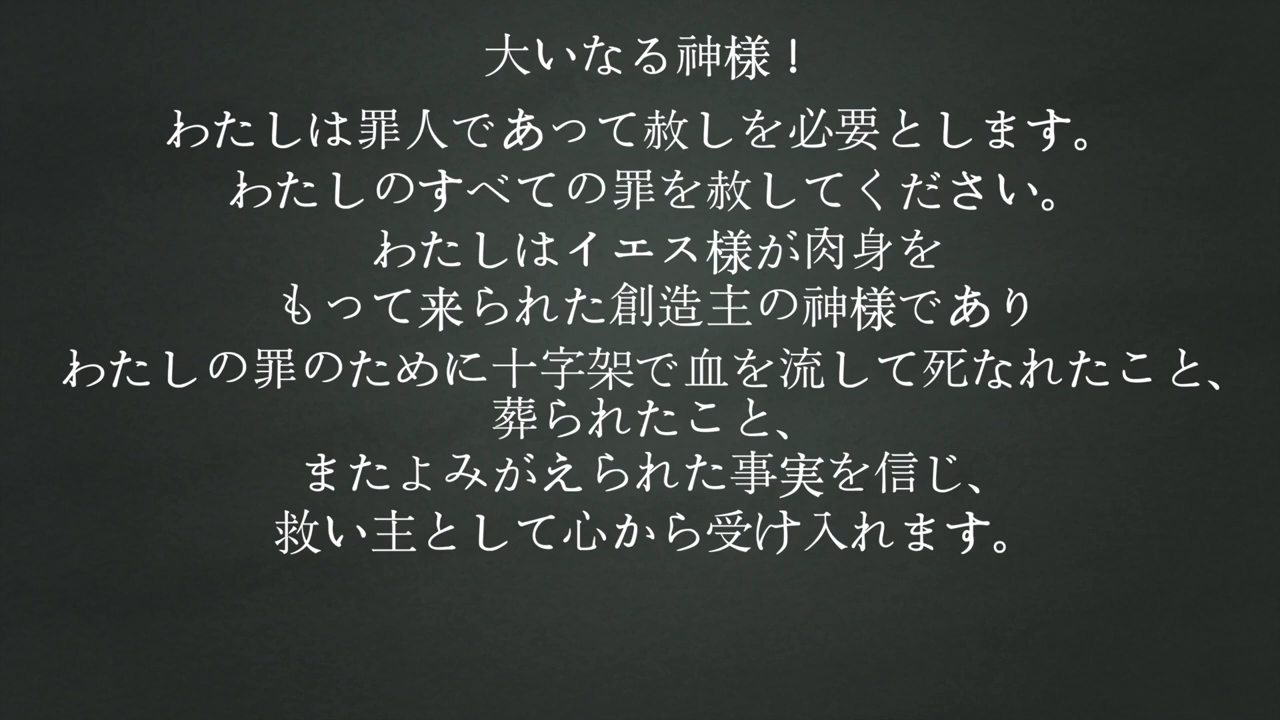 大いなる神様！
わたしは罪人であって赦しを必要とします。
わたしのすべての罪を赦してください。
わたしはイエス様が肉身を
もって来られた創造主の神様であり
わたしの罪のために十字架で血を流して死なれたこと、
葬られたこと、
またよみがえられた事実を信じ、
救い主として心から受け入れます。